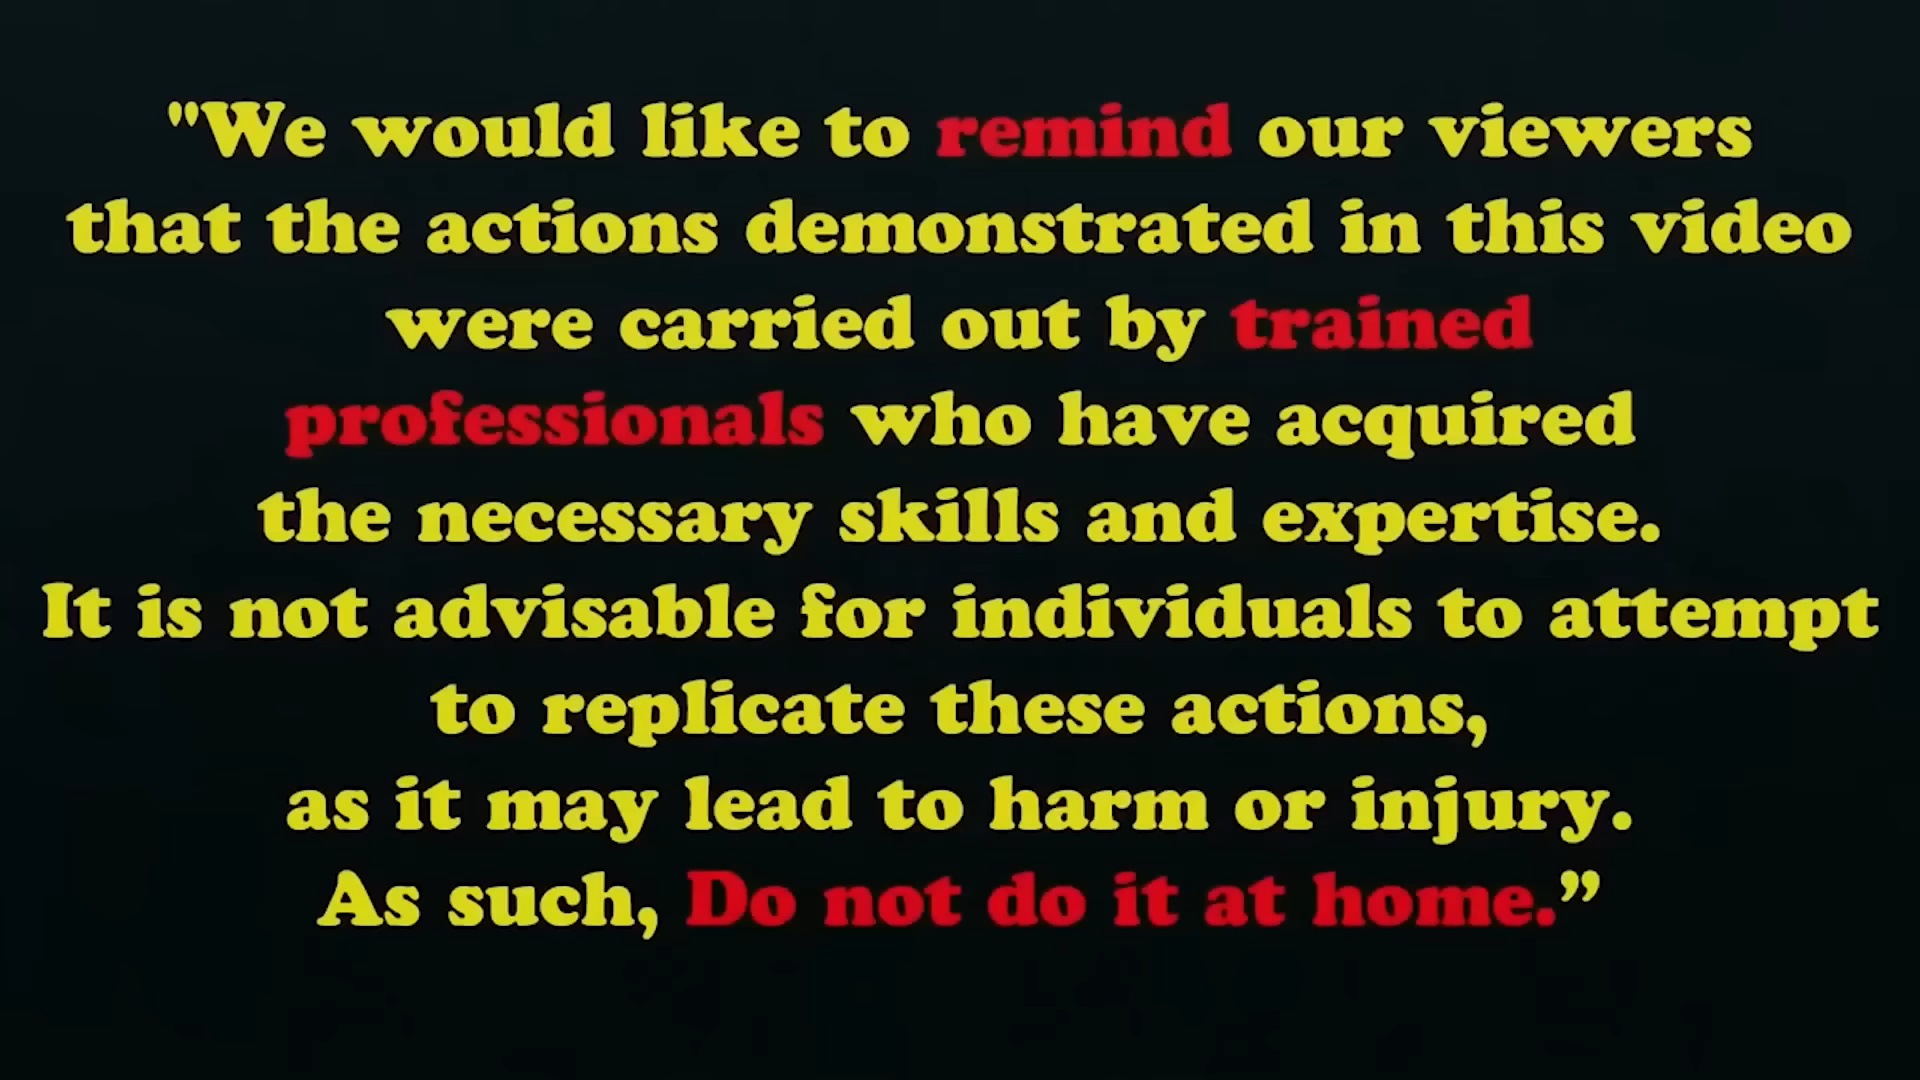 "We would like to remind our viewers
that the actions demonstrated in this video
were carried out by trained
professionals who have acquired
the necessary skills and expertise.
It is not advisable for individuals to attempt
to replicate these actions,
as it may lead to harm or injury.
As such, Do not do it at home.”